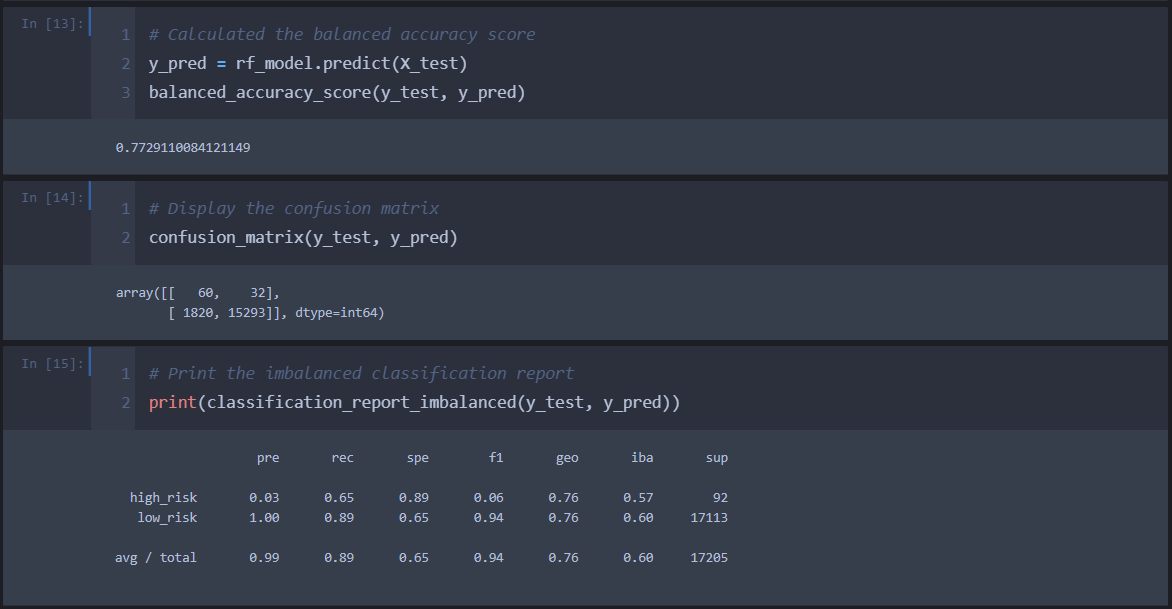 In [13]:
1 # Calculated the balanced accuracy score
2 y_pred = rf_model.predict(X_test)
3 balanced_accuracy_score(y_test, y_pred)
0.7729110084121149
In [14]:
1 # Display the confusion matrix
2 confusion_matrix(y_test, y_pred)
array([[   60,    32],
       [ 1820, 15293]], dtype=int64)
In [15]:
1 # Print the imbalanced classification report
2 print(classification_report_imbalanced(y_test, y_pred))
pre rec spe f1 geo iba sup
high_risk 0.03 0.65 0.89 0.06 0.76 0.57 92
low_risk 1.00 0.89 0.65 0.94 0.76 0.60 17113
avg / total 0.99 0.89 0.65 0.94 0.76 0.60 17205